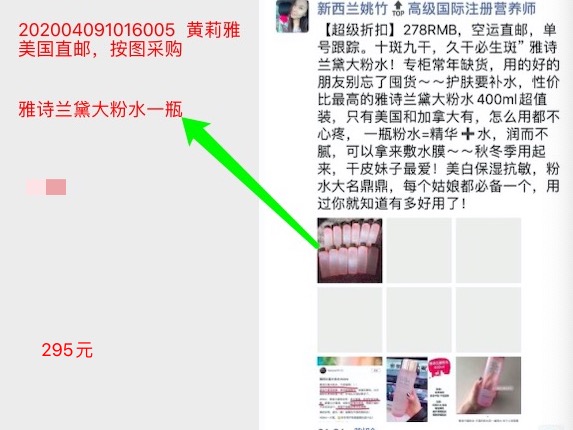 202004091016005 黄莉雅
美国直邮，按图采购
雅诗兰黛大粉水一瓶
295元
新西兰姚竹 TOP 高级国际注册营养师
【超级折扣】278RMB，空运直邮，单
号跟踪。十斑九干，久干必生斑”雅诗
兰黛大粉水！专柜常年缺货，用的好的
朋友别忘了囤货～～护肤要补水，性价
比最高的雅诗兰黛大粉水400ml超值
装，只有美国和加拿大有，怎么用都不
心疼， 一瓶粉水=精华➕水，润而不
腻，可以拿来敷水膜～～秋冬季用起
来，干皮妹子最爱！美白保湿抗敏，粉
水大名鼎鼎，每个姑娘都必备一个，用
过你就知道有多好用了！